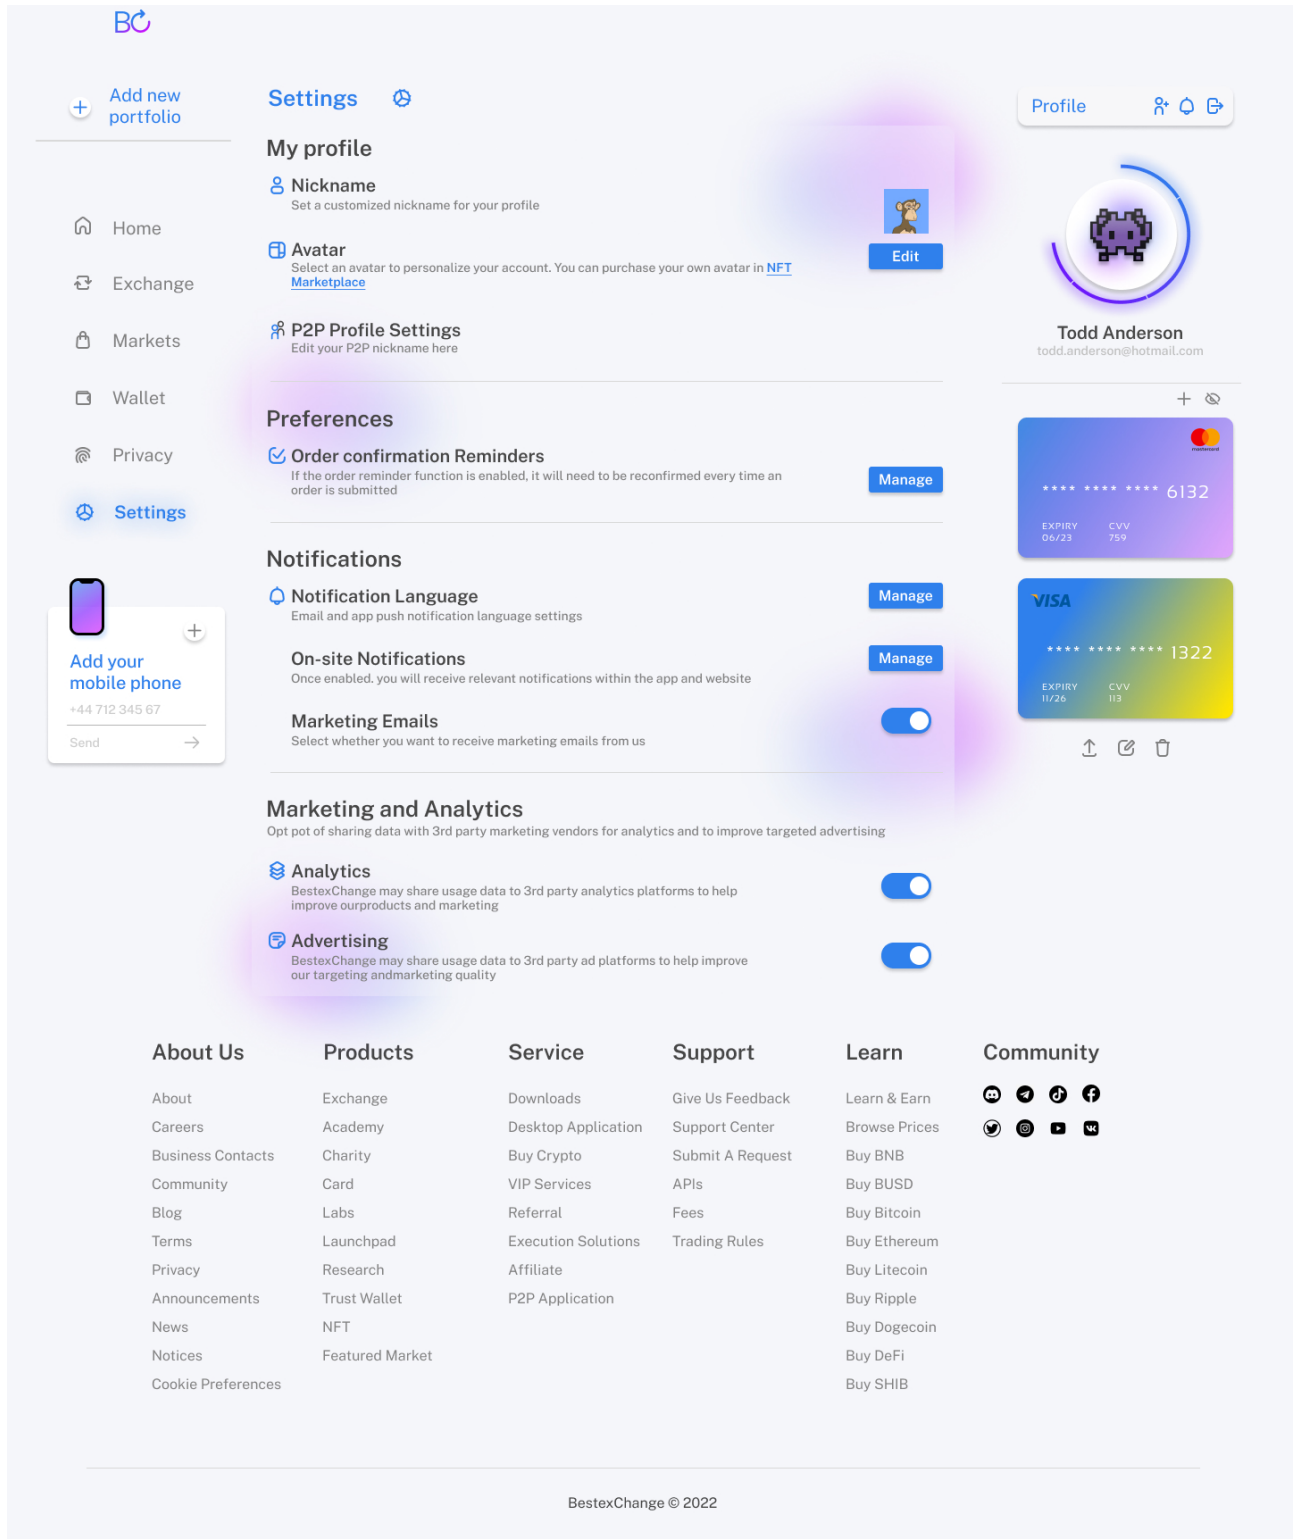 BC
Add new
portfolio
Home
Exchange
Markets
Wallet
Privacy
Settings
Add your
mobile phone
+44 712 345 67
Send
Settings
My profile
Nickname
Set a customized nickname for your profile
Avatar
Select an avatar to personalize your account. You can purchase your own avatar in NFT
Marketplace
Edit
P2P Profile Settings
Edit your P2P nickname here
Preferences
Order confirmation Reminders
If the order reminder function is enabled, it will need to be reconfirmed every time an
order is submitted
Manage
Notifications
Notification Language
Email and app push notification language settings
Manage
On-site Notifications
Once enabled. you will receive relevant notifications within the app and website
Manage
Marketing Emails
Select whether you want to receive marketing emails from us
Marketing and Analytics
Opt pot of sharing data with 3rd party marketing vendors for analytics and to improve targeted advertising
Analytics
BestexChange may share usage data to 3rd party analytics platforms to help
improve ourproducts and marketing
Advertising
BestexChange may share usage data to 3rd party ad platforms to help improve
our targeting andmarketing quality
Profile
Todd Anderson
todd.anderson@hotmail.com
mastercard
**** **** **** 6132
EXPIRY CVV
06/23 759
VISA
**** **** **** 1322
EXPIRY CVV
11/26 113
About Us
About
Careers
Business Contacts
Community
Blog
Terms
Privacy
Announcements
News
Notices
Cookie Preferences
Products
Exchange
Academy
Charity
Card
Labs
Launchpad
Research
Trust Wallet
NFT
Featured Market
Service
Downloads
Desktop Application
Buy Crypto
VIP Services
Referral
Execution Solutions
Affiliate
P2P Application
Support
Give Us Feedback
Support Center
Submit A Request
APIs
Fees
Trading Rules
Learn
Learn & Earn
Browse Prices
Buy BNB
Buy BUSD
Buy Bitcoin
Buy Ethereum
Buy Litecoin
Buy Ripple
Buy Dogecoin
Buy DeFi
Buy SHIB
Community
BestexChange © 2022